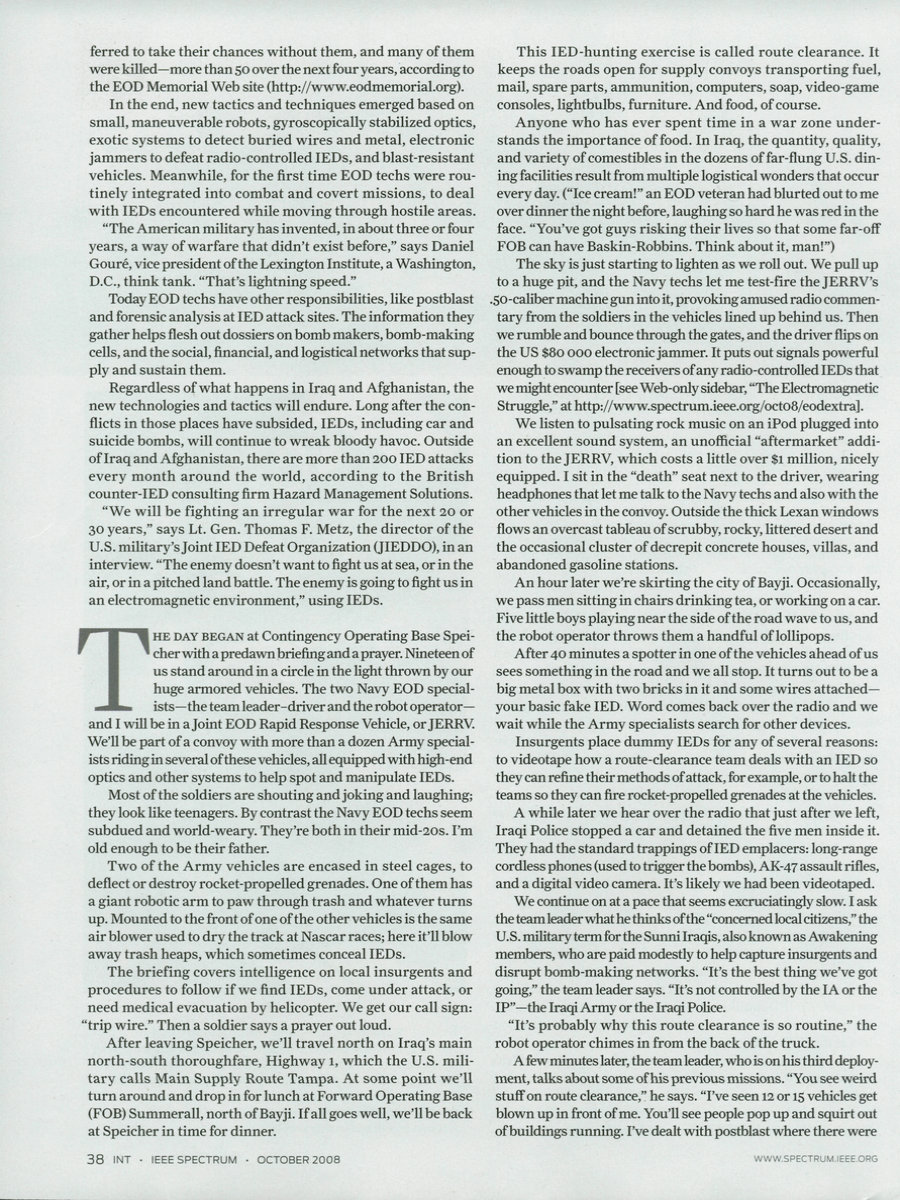 ferred to take their chances without them, and many of them
were killed—more than 50 over the next four years, according to
the EOD Memorial Web site (http://www.eodmemorial.org).
In the end, new tactics and techniques emerged based on
small, maneuverable robots, gyroscopically stabilized optics,
exotic systems to detect buried wires and metal, electronic
jammers to defeat radio-controlled IEDs, and blast-resistant
vehicles. Meanwhile, for the first time EOD techs were rou-
tinely integrated into combat and covert missions, to deal
with IEDs encountered while moving through hostile areas.
“The American military has invented, in about three or four
years, a way of warfare that didn’t exist before,” says Daniel
Gouré, vice president of the Lexington Institute, a Washington,
D.C., think tank. “That’s lightning speed.”
Today EOD techs have other responsibilities, like postblast
and forensic analysis at IED attack sites. The information they
gather helps flesh out dossiers on bomb makers, bomb-making
cells, and the social, financial, and logistical networks that sup-
ply and sustain them.
Regardless of what happens in Iraq and Afghanistan, the
new technologies and tactics will endure. Long after the con-
flicts in those places have subsided, IEDs, including car and
suicide bombs, will continue to wreak bloody havoc. Outside
of Iraq and Afghanistan, there are more than 200 IED attacks
every month around the world, according to the British
counter-IED consulting firm Hazard Management Solutions.
“We will be fighting an irregular war for the next 20 or
30 years,” says Lt. Gen. Thomas F. Metz, the director of the
U.S. military’s Joint IED Defeat Organization (JIEDDO), in an
interview. “The enemy doesn’t want to fight us at sea, or in the
air, or in a pitched land battle. The enemy is going to fight us in
an electromagnetic environment,” using IEDs.
THE DAY BEGAN at Contingency Operating Base Spei-
cher with a predawn briefing and a prayer. Nineteen of
us stand around in a circle in the light thrown by our
huge armored vehicles. The two Navy EOD special-
ists—the team leader–driver and the robot operator—
and I will be in a Joint EOD Rapid Response Vehicle, or JERRV.
We’ll be part of a convoy with more than a dozen Army special-
ists riding in several of these vehicles, all equipped with high-end
optics and other systems to help spot and manipulate IEDs.
Most of the soldiers are shouting and joking and laughing;
they look like teenagers. By contrast the Navy EOD techs seem
subdued and world-weary. They’re both in their mid-20s. I’m
old enough to be their father.
Two of the Army vehicles are encased in steel cages, to
deflect or destroy rocket-propelled grenades. One of them has
a giant robotic arm to paw through trash and whatever turns
up. Mounted to the front of one of the other vehicles is the same
air blower used to dry the track at Nascar races; here it’ll blow
away trash heaps, which sometimes conceal IEDs.
The briefing covers intelligence on local insurgents and
procedures to follow if we find IEDs, come under attack, or
need medical evacuation by helicopter. We get our call sign:
“trip wire.” Then a soldier says a prayer out loud.
After leaving Speicher, we’ll travel north on Iraq’s main
north-south thoroughfare, Highway 1, which the U.S. mili-
tary calls Main Supply Route Tampa. At some point we’ll
turn around and drop in for lunch at Forward Operating Base
(FOB) Summerall, north of Bayji. If all goes well, we’ll be back
at Speicher in time for dinner.
This IED-hunting exercise is called route clearance. It
keeps the roads open for supply convoys transporting fuel,
mail, spare parts, ammunition, computers, soap, video-game
consoles, lightbulbs, furniture. And food, of course.
Anyone who has ever spent time in a war zone under-
stands the importance of food. In Iraq, the quantity, quality,
and variety of comestibles in the dozens of far-flung U.S. din-
ing facilities result from multiple logistical wonders that occur
every day. (“Ice cream!” an EOD veteran had blurted out to me
over dinner the night before, laughing so hard he was red in the
face. “You’ve got guys risking their lives so that some far-off
FOB can have Baskin-Robbins. Think about it, man!”)
The sky is just starting to lighten as we roll out. We pull up
to a huge pit, and the Navy techs let me test-fire the JERRV’s
.50-caliber machine gun into it, provoking amused radio commen-
tary from the soldiers in the vehicles lined up behind us. Then
we rumble and bounce through the gates, and the driver flips on
the US $80 000 electronic jammer. It puts out signals powerful
enough to swamp the receivers of any radio-controlled IEDs that
we might encounter [see Web-only sidebar, “The Electromagnetic
Struggle,” at http://www.spectrum.ieee.org/oct08/eodextra].
We listen to pulsating rock music on an iPod plugged into
an excellent sound system, an unofficial “aftermarket” addi-
tion to the JERRV, which costs a little over $1 million, nicely
equipped. I sit in the “death” seat next to the driver, wearing
headphones that let me talk to the Navy techs and also with the
other vehicles in the convoy. Outside the thick Lexan windows
flows an overcast tableau of scrubby, rocky, littered desert and
the occasional cluster of decrepit concrete houses, villas, and
abandoned gasoline stations.
An hour later we’re skirting the city of Bayji. Occasionally,
we pass men sitting in chairs drinking tea, or working on a car.
Five little boys playing near the side of the road wave to us, and
the robot operator throws them a handful of lollipops.
After 40 minutes a spotter in one of the vehicles ahead of us
sees something in the road and we all stop. It turns out to be a
big metal box with two bricks in it and some wires attached—
your basic fake IED. Word comes back over the radio and we
wait while the Army specialists search for other devices.
Insurgents place dummy IEDs for any of several reasons:
to videotape how a route-clearance team deals with an IED so
they can refine their methods of attack, for example, or to halt the
teams so they can fire rocket-propelled grenades at the vehicles.
A while later we hear over the radio that just after we left,
Iraqi Police stopped a car and detained the five men inside it.
They had the standard trappings of IED emplacers: long-range
cordless phones (used to trigger the bombs), AK-47 assault rifles,
and a digital video camera. It’s likely we had been videotaped.
We continue on at a pace that seems excruciatingly slow. I ask
the team leader what he thinks of the “concerned local citizens,” the
U.S. military term for the Sunni Iraqis, also known as Awakening
members, who are paid modestly to help capture insurgents and
disrupt bomb-making networks. “It’s the best thing we’ve got
going,” the team leader says. “It’s not controlled by the IA or the
IP”—the Iraqi Army or the Iraqi Police.
“It’s probably why this route clearance is so routine,” the
robot operator chimes in from the back of the truck.
A few minutes later, the team leader, who is on his third deploy-
ment, talks about some of his previous missions. “You see weird
stuff on route clearance,” he says. “I’ve seen 12 or 15 vehicles get
blown up in front of me. You’ll see people pop up and squirt out
of buildings running. I’ve dealt with postblast where there were
38 INT · IEEE SPECTRUM · OCTOBER 2008
WWW.SPECTRUM.IEEE.ORG